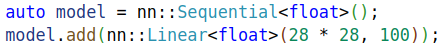 auto model = nn::Sequential<float>();
model.add(nn::Linear<float>(28 * 28, 100));